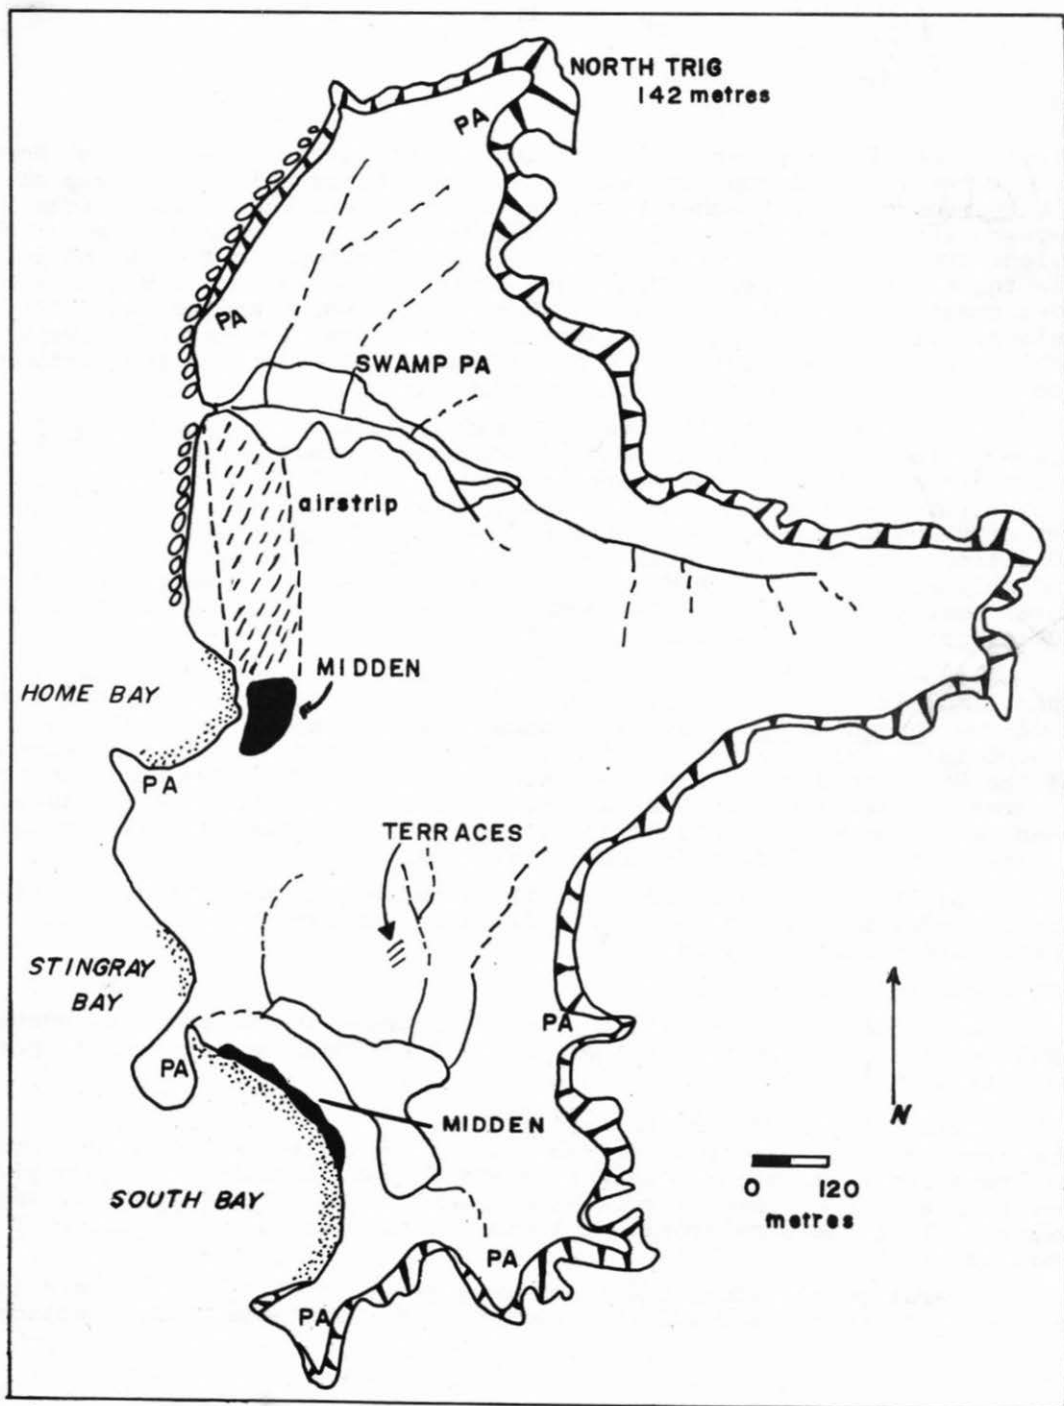 NORTH TRIG
142 metres
PA
PA
SWAMP PA
airstrip
MIDDEN
HOME BAY
PA
TERRACES
STINGRAY
BAY
PA
PA
N
MIDDEN
0 120
metres
SOUTH BAY
PA
PA